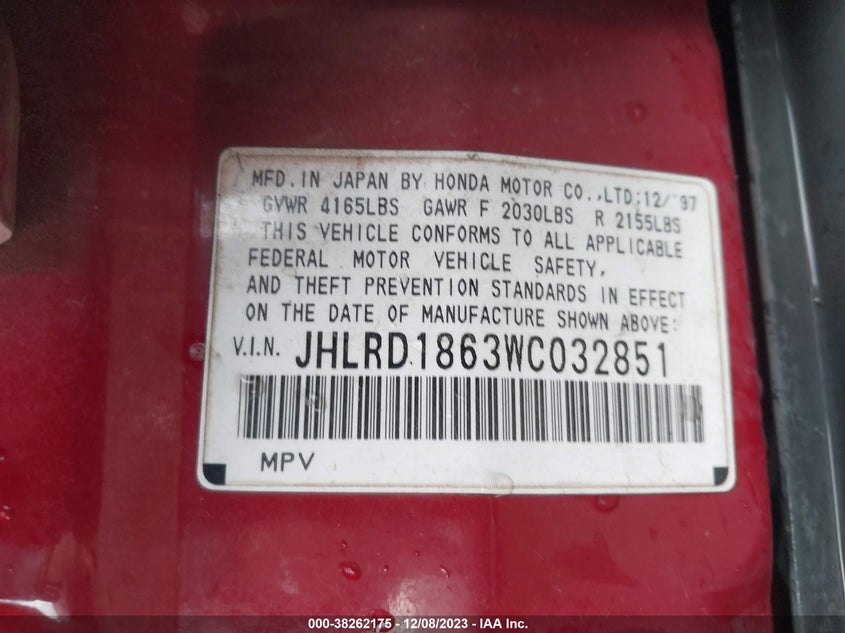 MFD. IN JAPAN BY HONDA MOTOR CO.,LTD;12/'97
GVWR 4165LBS GAWR F 2030LBS R 2155LBS
THIS VEHICLE CONFORMS TO ALL APPLICABLE
FEDERAL MOTOR VEHICLE SAFETY,
AND THEFT PREVENTION STANDARDS IN EFFECT
ON THE DATE OF MANUFACTURE SHOWN ABOVE:
V.I.N. JHLRD1863WC032851
MPV
000-38262175 - 12/08/2023 - IAA Inc.